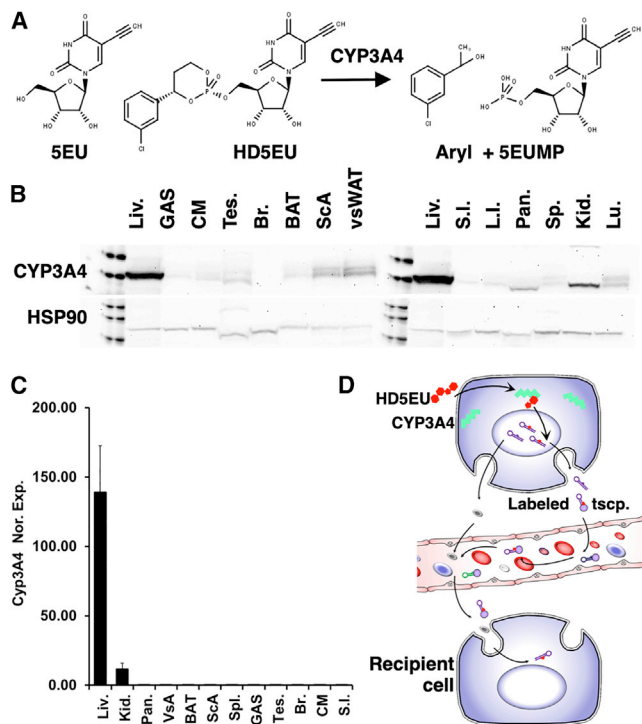 A
CYP3A4
5EU
HD5EU
Aryl + 5EUMP
B
Liv. GAS CM Tes. Br. BAT ScA vsWAT Liv. S.I. L.I. Pan. Sp. Kid. Lu.
CYP3A4
HSP90
C
Cyp3A4 Nor. Exp.
200.00
150.00
100.00
50.00
0.00
Liv. Kid. Pan. VsA BAT ScA Spl. GAS Tes. Br. CM S.I.
D
HD5EU
CYP3A4
Labeled tscp.
Recipient
cell